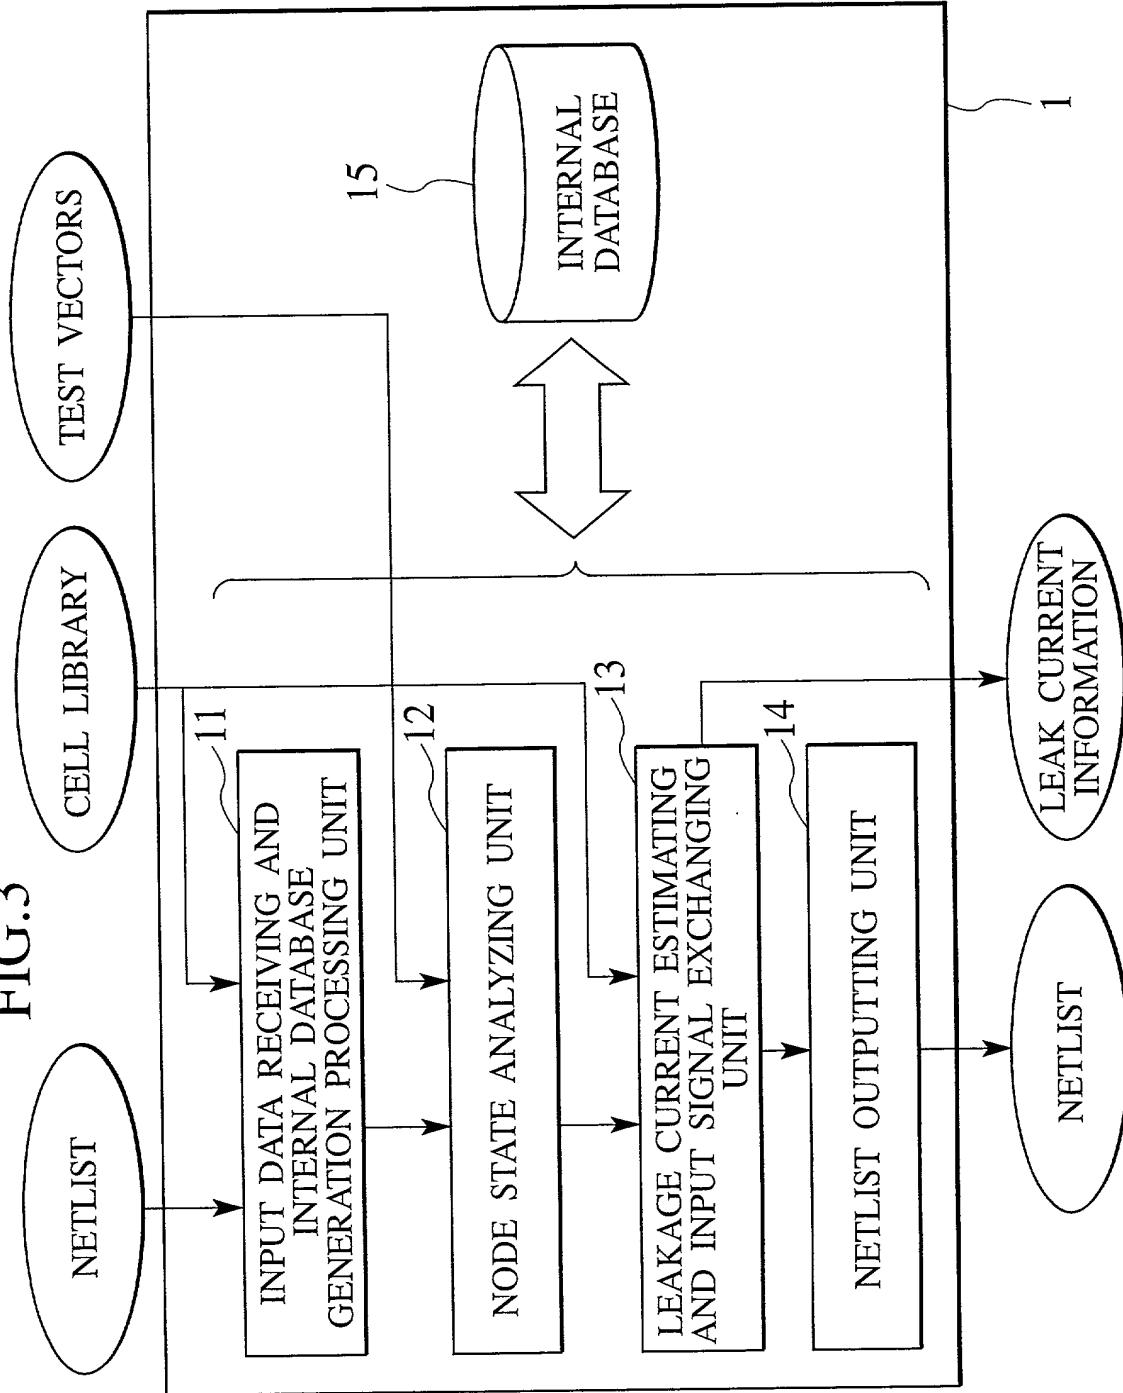 FIG.3
NETLIST
CELL LIBRARY
TEST VECTORS
11
INPUT DATA RECEIVING AND
INTERNAL DATABASE
GENERATION PROCESSING UNIT
12
NODE STATE ANALYZING UNIT
13
LEAKAGE CURRENT ESTIMATING
AND INPUT SIGNAL EXCHANGING
UNIT
14
NETLIST OUTPUTTING UNIT
15
INTERNAL
DATABASE
1
NETLIST
LEAK CURRENT
INFORMATION